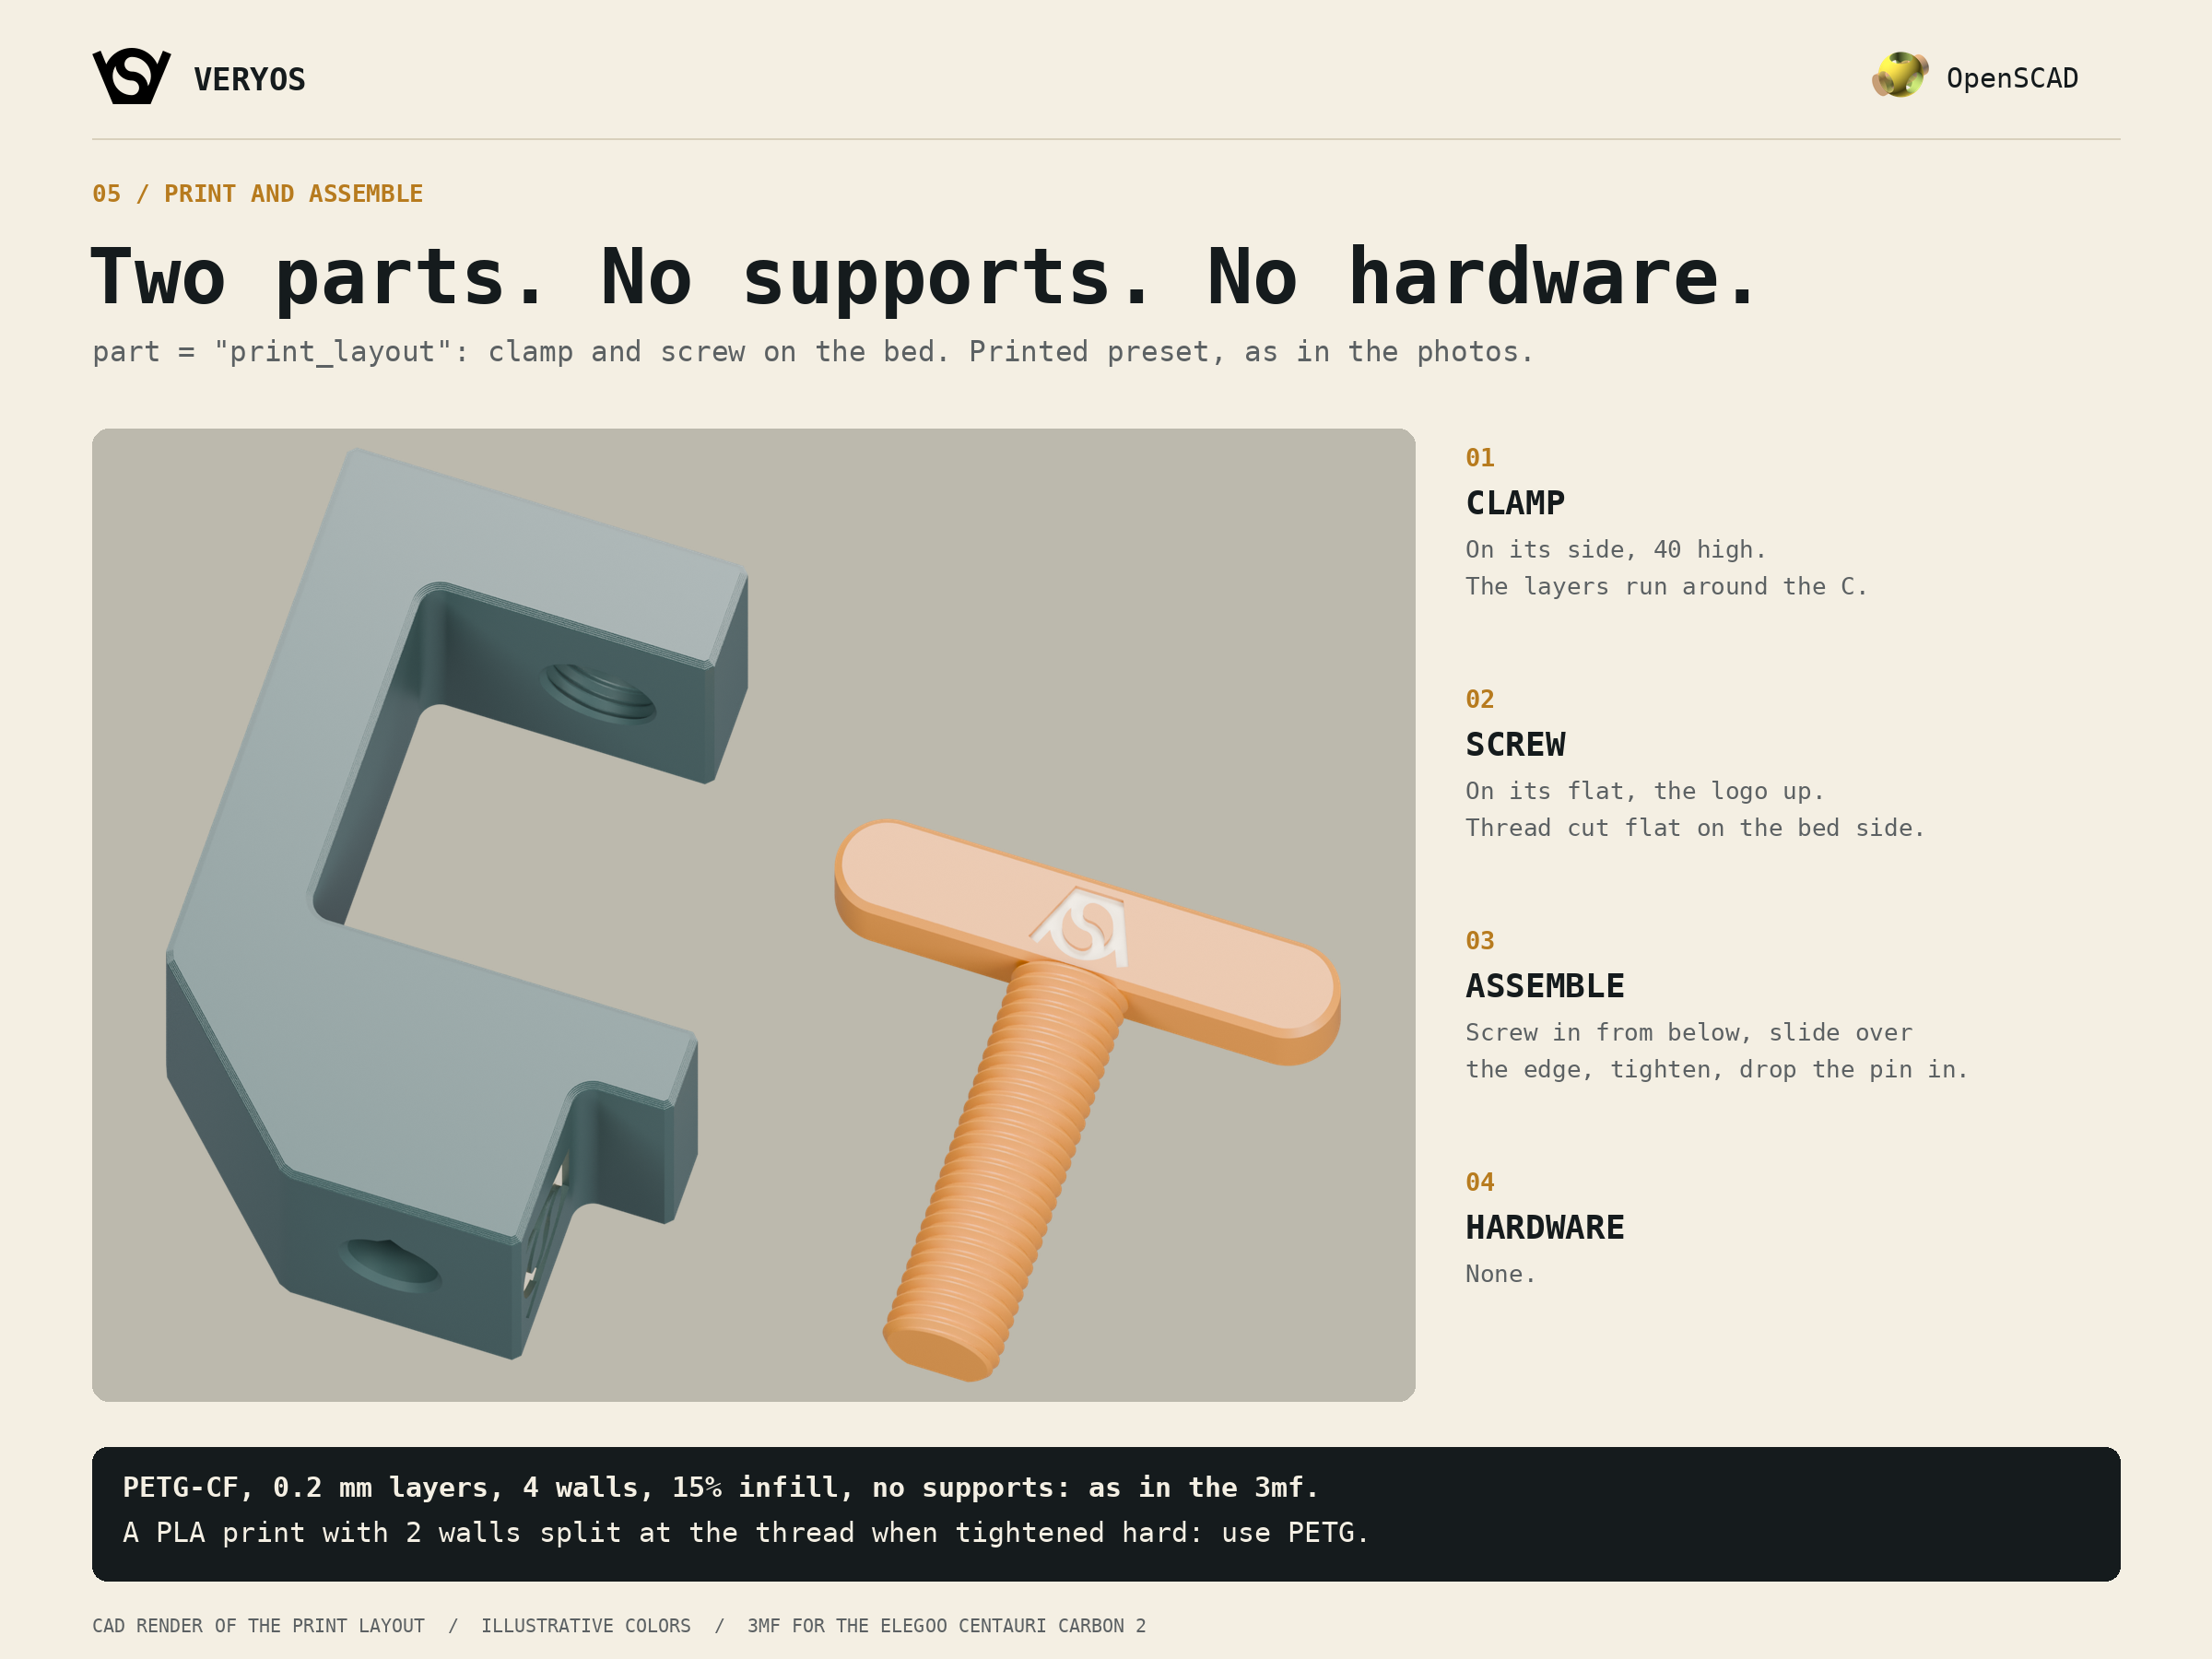 VERYOS
OpenSCAD
05 / PRINT AND ASSEMBLE
Two parts. No supports. No hardware.
part = "print_layout": clamp and screw on the bed. Printed preset, as in the photos.
01
CLAMP
On its side, 40 high.
The layers run around the C.
02
SCREW
On its flat, the logo up.
Thread cut flat on the bed side.
03
ASSEMBLE
Screw in from below, slide over
the edge, tighten, drop the pin in.
04
HARDWARE
None.
PETG-CF, 0.2 mm layers, 4 walls, 15% infill, no supports: as in the 3mf.
A PLA print with 2 walls split at the thread when tightened hard: use PETG.
CAD RENDER OF THE PRINT LAYOUT / ILLUSTRATIVE COLORS / 3MF FOR THE ELEGOO CENTAURI CARBON 2